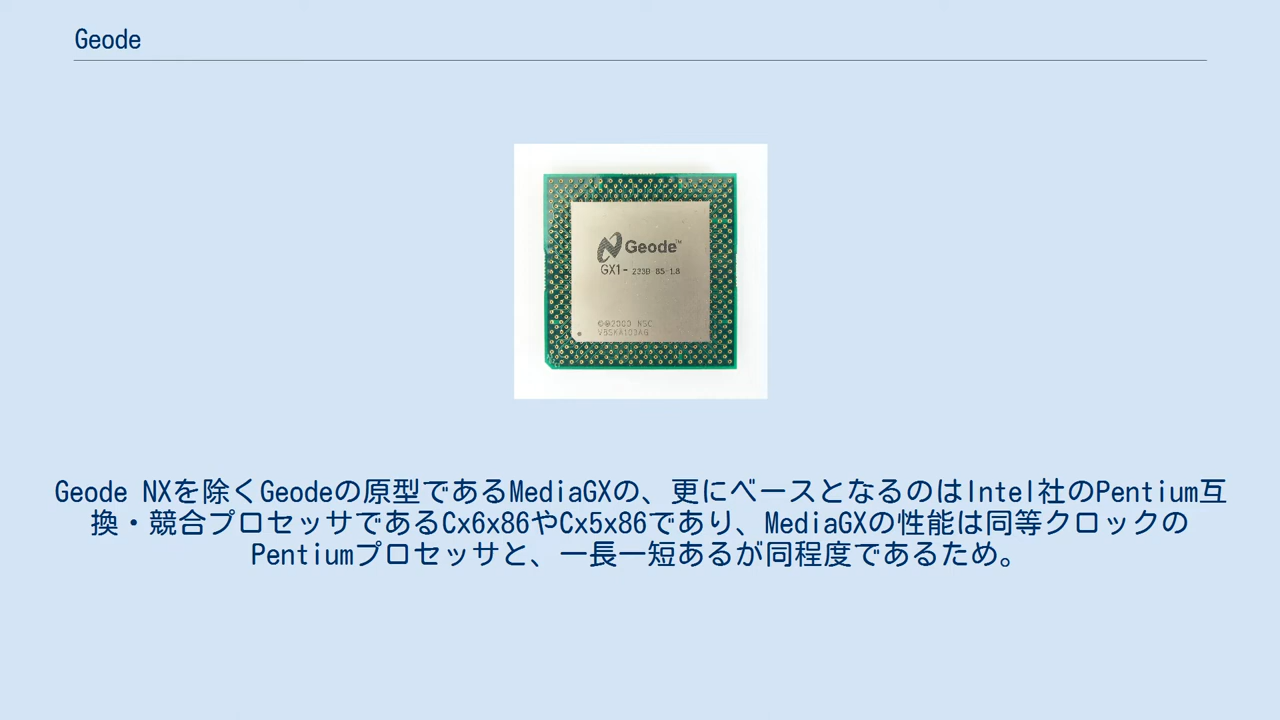 Geode
Geode™
GX1- 233B-85-1.8
©®2000 NSC
Geode NXを除くGeodeの原型であるMediaGXの、更にベースとなるのはIntel社のPentium互
換・競合プロセッサであるCx6x86やCx5x86であり、MediaGXの性能は同等クロックの
Pentiumプロセッサと、一長一短あるが同程度であるため。